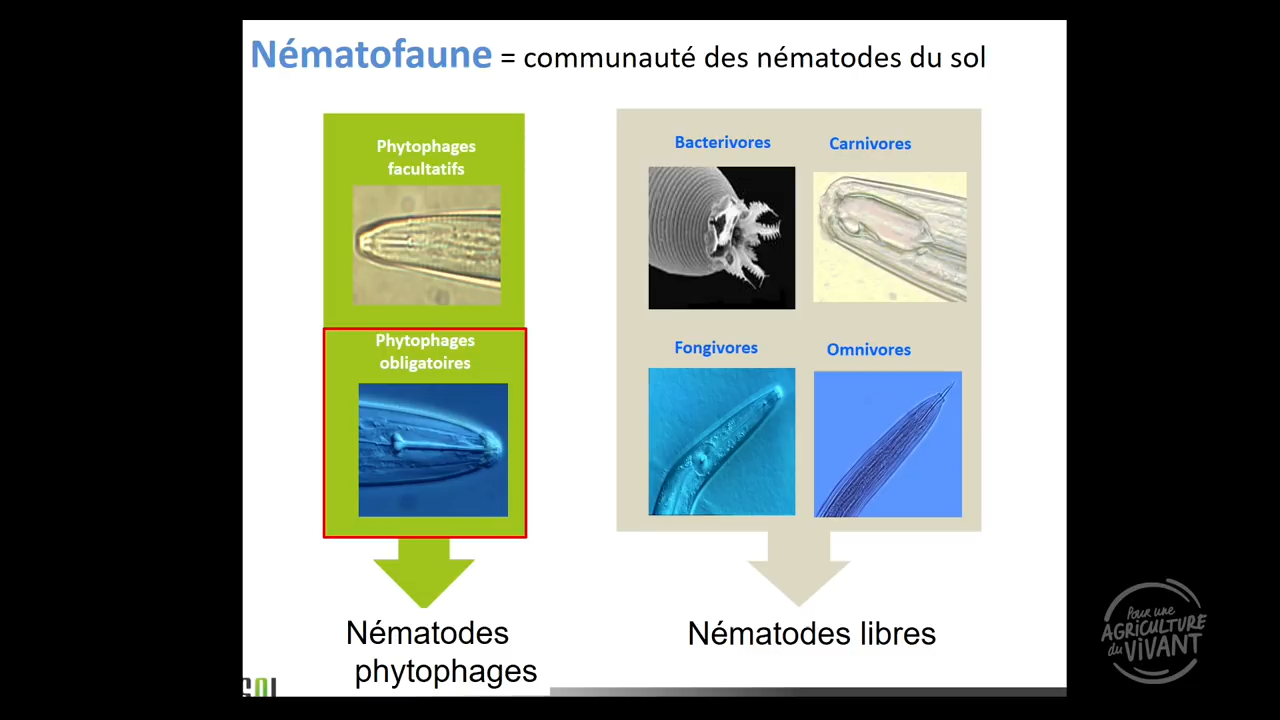 Nématofaune = communauté des nématodes du sol
Phytophages
facultatifs
Phytophages
obligatoires
Nématodes
phytophages
Bacterivores
Carnivores
Fongivores
Omnivores
Nématodes libres
SOL
Pour une
AGRICULTURE
du VIVANT